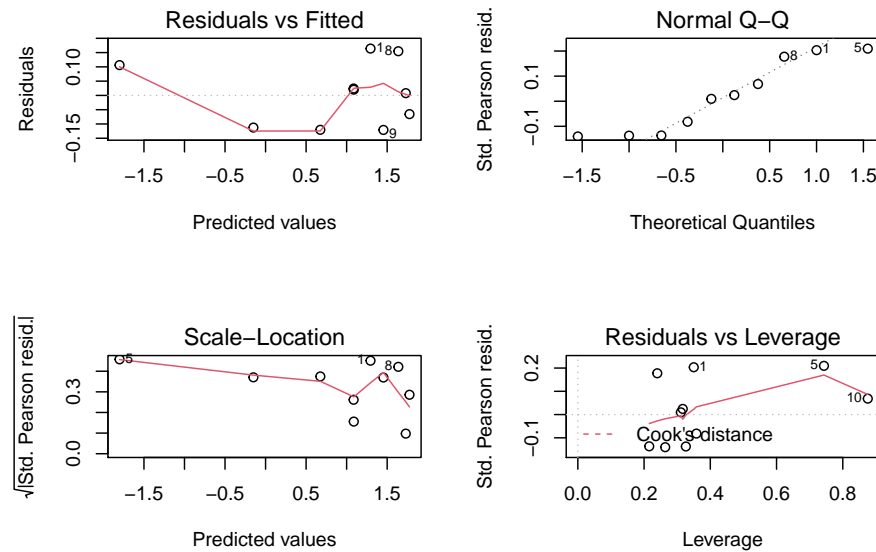 Residuals vs Fitted
Residuals
0.10
−0.15
1
8
9
−1.5
−0.5
0.5
1.5
Predicted values
Normal Q−Q
Std. Pearson resid.
0.1
−0.1
8
1
5
−1.5
−0.5
0.5
1.0
1.5
Theoretical Quantiles
Scale−Location
√|Std. Pearson resid.|
0.3
0.0
5
1
8
−1.5
−0.5
0.5
1.5
Predicted values
Residuals vs Leverage
Std. Pearson resid.
0.2
−0.1
1
5
10
Cook's distance
0.0
0.2
0.4
0.6
0.8
Leverage